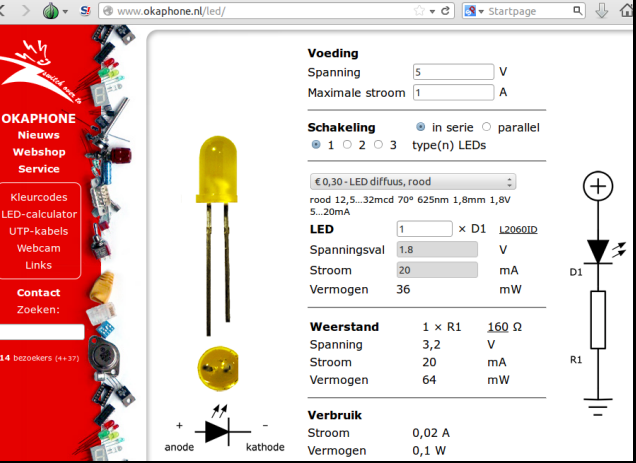 www.okaphone.nl/led/
Startpage
switch over to
OKAPHONE
Nieuws
Webshop
Service
Kleurcodes
LED-calculator
UTP-kabels
Webcam
Links
Contact
Zoeken:
14 bezoekers (4+37)
Voeding
Spanning 5 V
Maximale stroom 1 A
Schakeling in serie parallel
1 2 3 type(n) LEDs
€ 0,30 - LED diffuus, rood
rood 12,5...32mcd 70° 625nm 1,8mm 1,8V
5...20mA
LED 1 × D1 L2060ID
Spanningsval 1.8 V
Stroom 20 mA
Vermogen 36 mW
Weerstand 1 × R1 160 Ω
Spanning 3,2 V
Stroom 20 mA
Vermogen 64 mW
Verbruik
Stroom 0,02 A
Vermogen 0,1 W
+ −
anode kathode
+
D1
R1